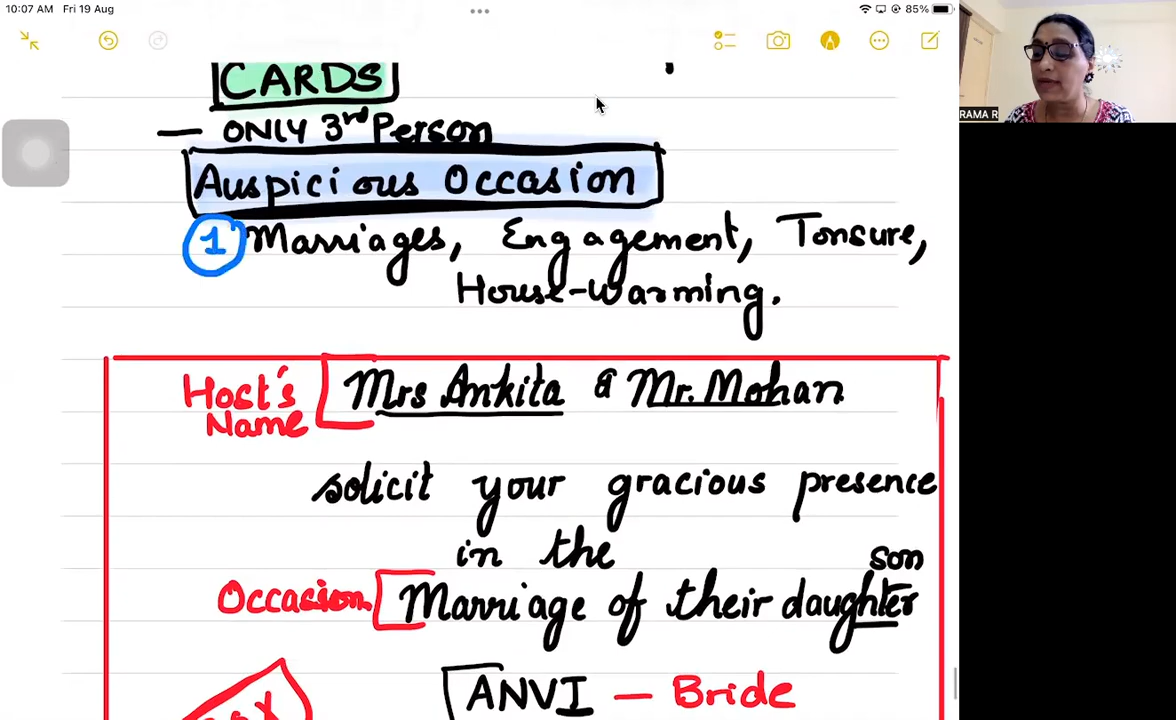 10:07 AM Fri 19 Aug
85%
CARDS
— ONLY 3rd Person
Auspicious Occasion
1 Marriages, Engagement, Tonsure,
House-warming.
Host's
Name
Mrs Ankita & Mr. Mohan
solicit your gracious presence
in the
son
Occasion Marriage of their daughter
ANVI — Bride
RAMA R